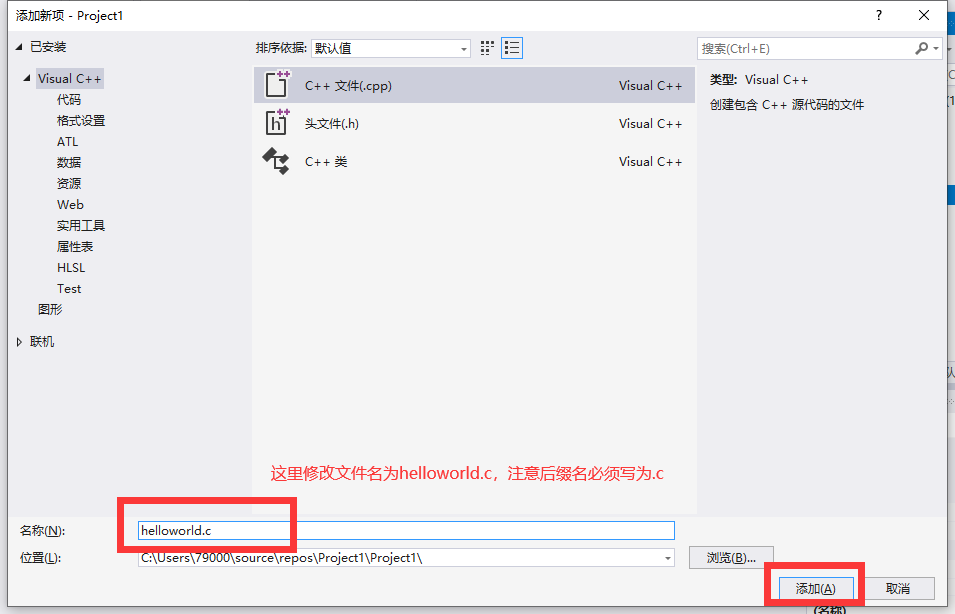 添加新项 - Project1
?
已安装
排序依据: 默认值
搜索(Ctrl+E)
Visual C++
代码
格式设置
ATL
数据
资源
Web
实用工具
属性表
HLSL
Test
图形
联机
C++ 文件(.cpp) Visual C++
头文件(.h) Visual C++
C++ 类 Visual C++
类型: Visual C++
创建包含 C++ 源代码的文件
这里修改文件名为helloworld.c，注意后缀名必须写为.c
名称(N): helloworld.c
位置(L): C:\Users\79000\source\repos\Project1\Project1\
浏览(B)...
添加(A) 取消
(名称)